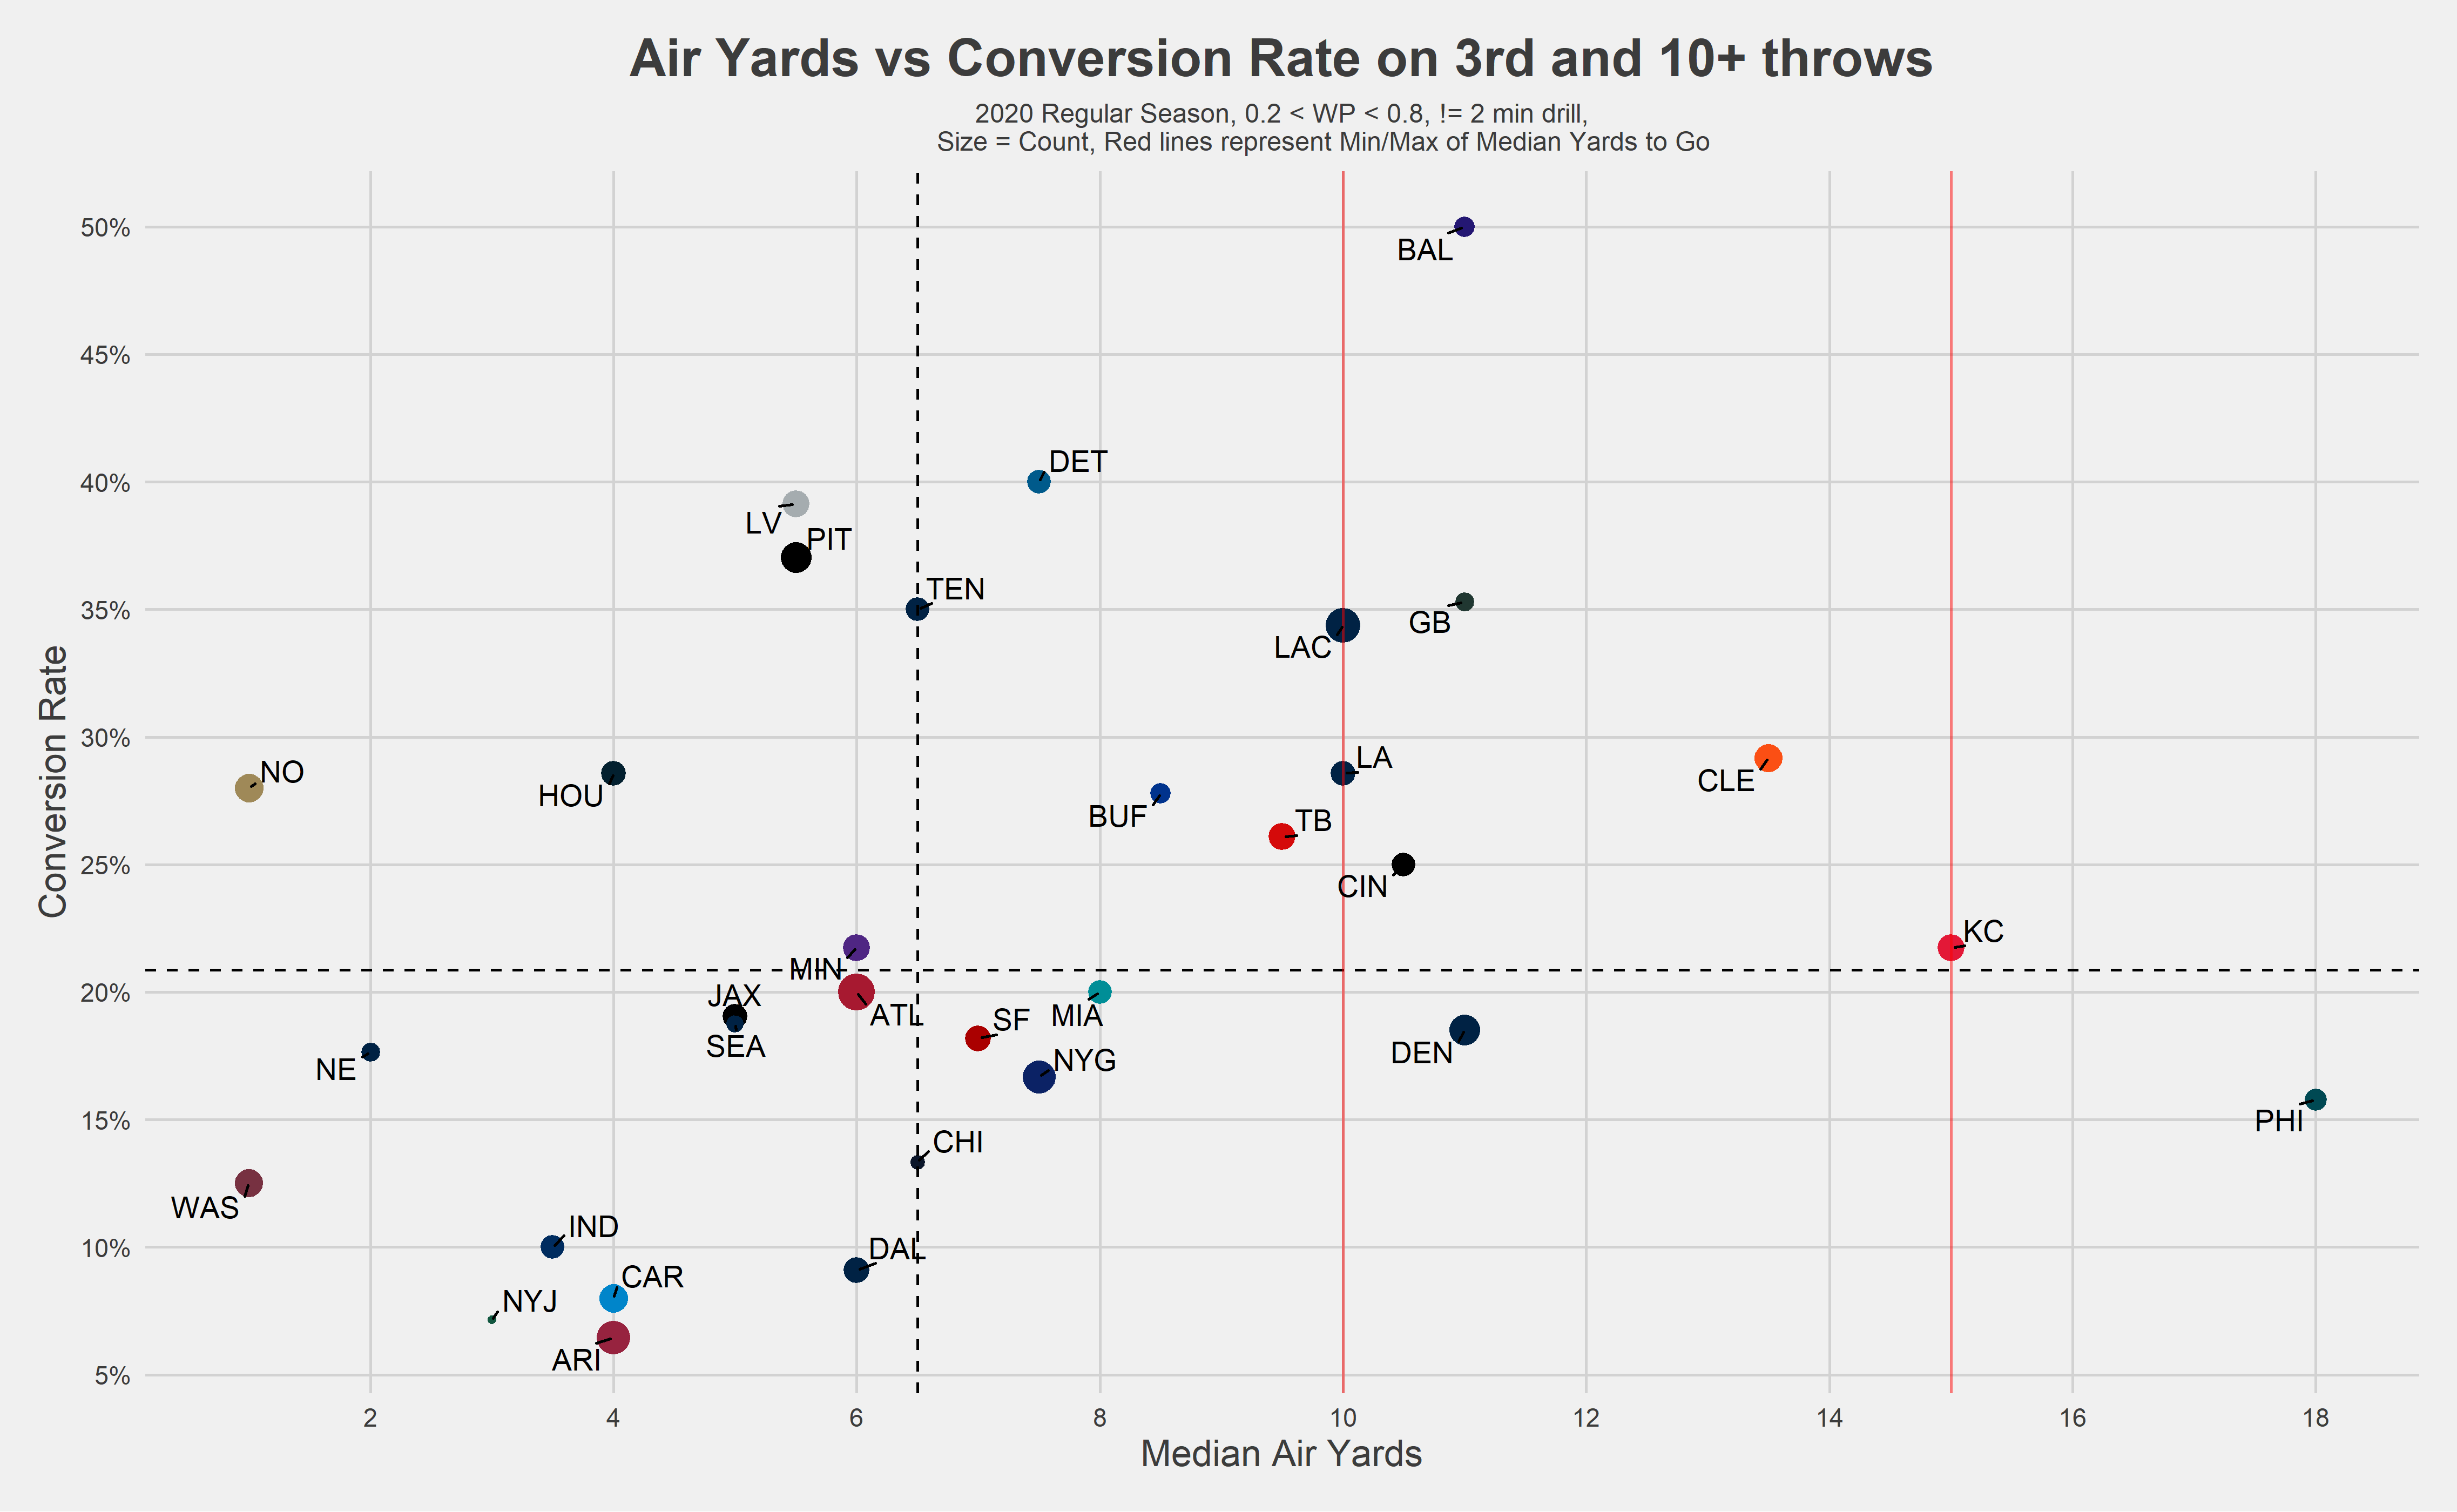 Air Yards vs Conversion Rate on 3rd and 10+ throws
2020 Regular Season, 0.2 < WP < 0.8, != 2 min drill,
Size = Count, Red lines represent Min/Max of Median Yards to Go
50%
BAL
45%
DET
40%
LV
PIT
TEN
35%
GB
LAC
30%
NO
HOU
LA
CLE
BUF
TB
25%
CIN
KC
MIN
20%
JAX
ATL
SF
MIA
SEA
NE
NYG
DEN
15%
PHI
CHI
WAS
IND
10%
DAL
CAR
NYJ
ARI
5%
Conversion Rate
2 4 6 8 10 12 14 16 18
Median Air Yards